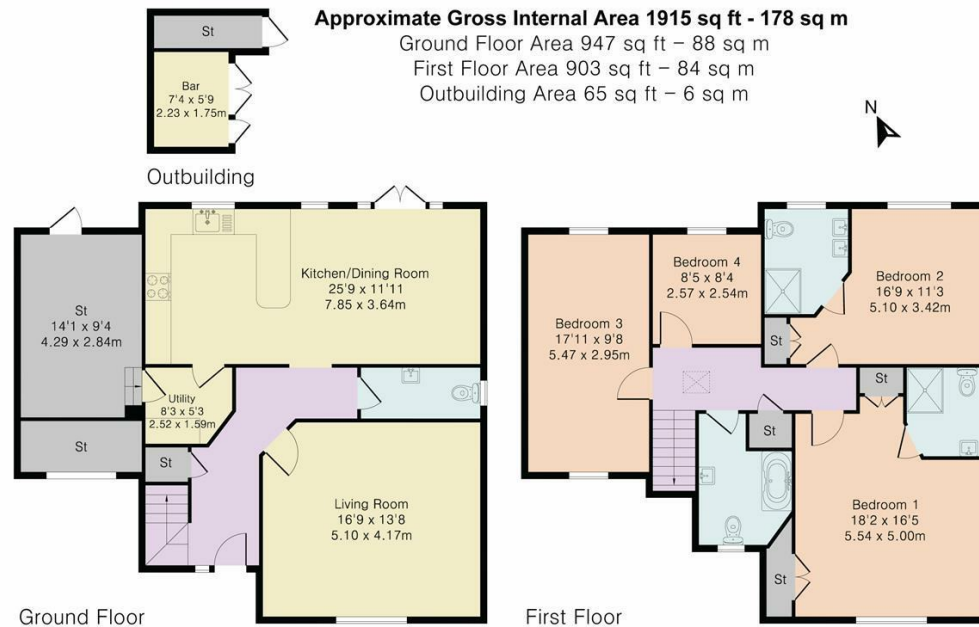 Approximate Gross Internal Area 1915 sq ft - 178 sq m
Ground Floor Area 947 sq ft – 88 sq m
First Floor Area 903 sq ft – 84 sq m
Outbuilding Area 65 sq ft – 6 sq m
St
Bar
7'4 x 5'9
2.23 x 1.75m
Outbuilding
N
Kitchen/Dining Room
25'9 x 11'11
7.85 x 3.64m
St
14'1 x 9'4
4.29 x 2.84m
Utility
8'3 x 5'3
2.52 x 1.59m
St
St
Living Room
16'9 x 13'8
5.10 x 4.17m
Ground Floor
Bedroom 4
8'5 x 8'4
2.57 x 2.54m
Bedroom 2
16'9 x 11'3
5.10 x 3.42m
Bedroom 3
17'11 x 9'8
5.47 x 2.95m
St
St
St
Bedroom 1
18'2 x 16'5
5.54 x 5.00m
St
First Floor